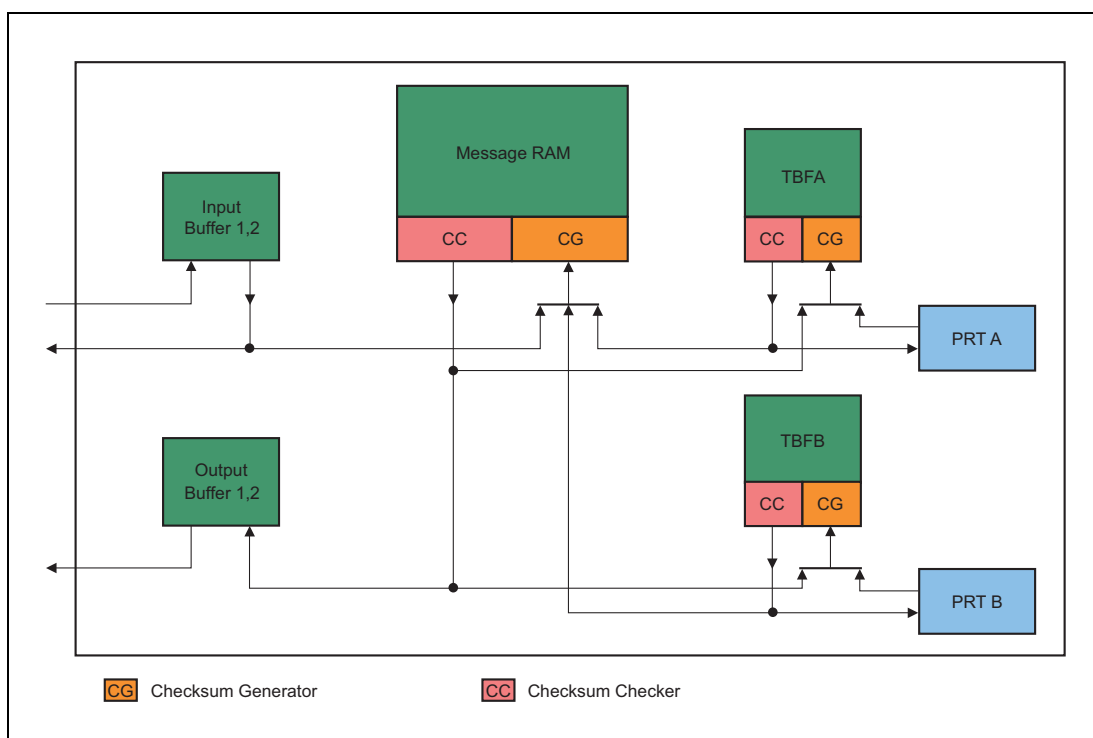 Message RAM
TBFA
Input
Buffer 1,2
CC
CG
CC
CG
PRT A
TBFB
Output
Buffer 1,2
CC
CG
PRT B
CG
Checksum Generator
CC
Checksum Checker